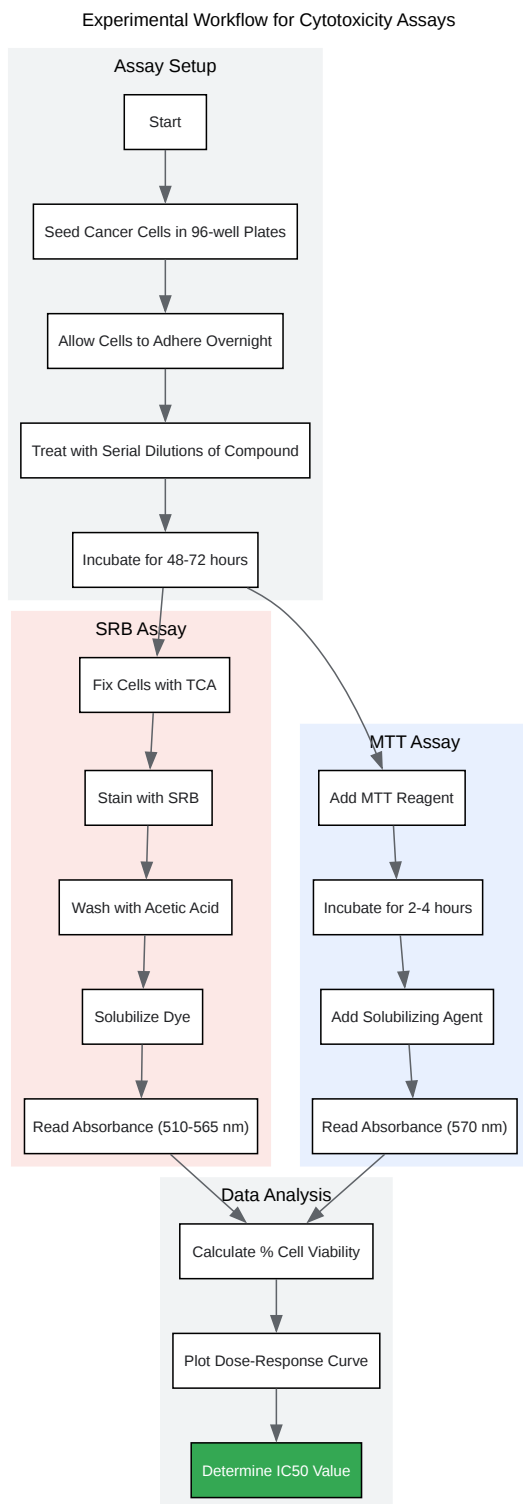 Experimental Workflow for Cytotoxicity Assays
Assay Setup
Start
Seed Cancer Cells in 96-well Plates
Allow Cells to Adhere Overnight
Treat with Serial Dilutions of Compound
Incubate for 48-72 hours
SRB Assay
Fix Cells with TCA
Stain with SRB
Wash with Acetic Acid
Solubilize Dye
Read Absorbance (510-565 nm)
MTT Assay
Add MTT Reagent
Incubate for 2-4 hours
Add Solubilizing Agent
Read Absorbance (570 nm)
Data Analysis
Calculate % Cell Viability
Plot Dose-Response Curve
Determine IC50 Value